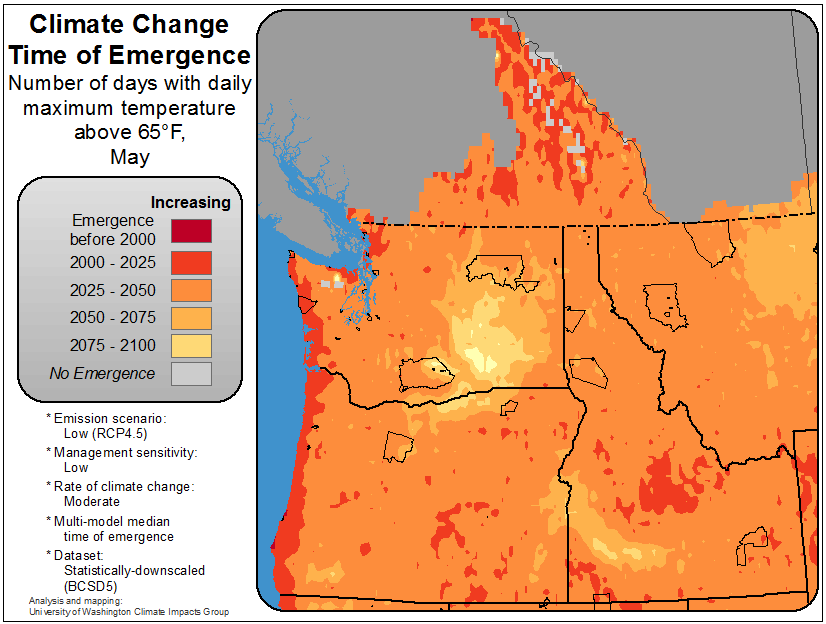 Climate Change
Time of Emergence
Number of days with daily
maximum temperature
above 65°F,
May
Increasing
Emergence
before 2000
2000 - 2025
2025 - 2050
2050 - 2075
2075 - 2100
No Emergence
* Emission scenario:
Low (RCP4.5)
* Management sensitivity:
Low
* Rate of climate change:
Moderate
* Multi-model median
time of emergence
* Dataset:
Statistically-downscaled
(BCSD5)
Analysis and mapping:
University of Washington Climate Impacts Group